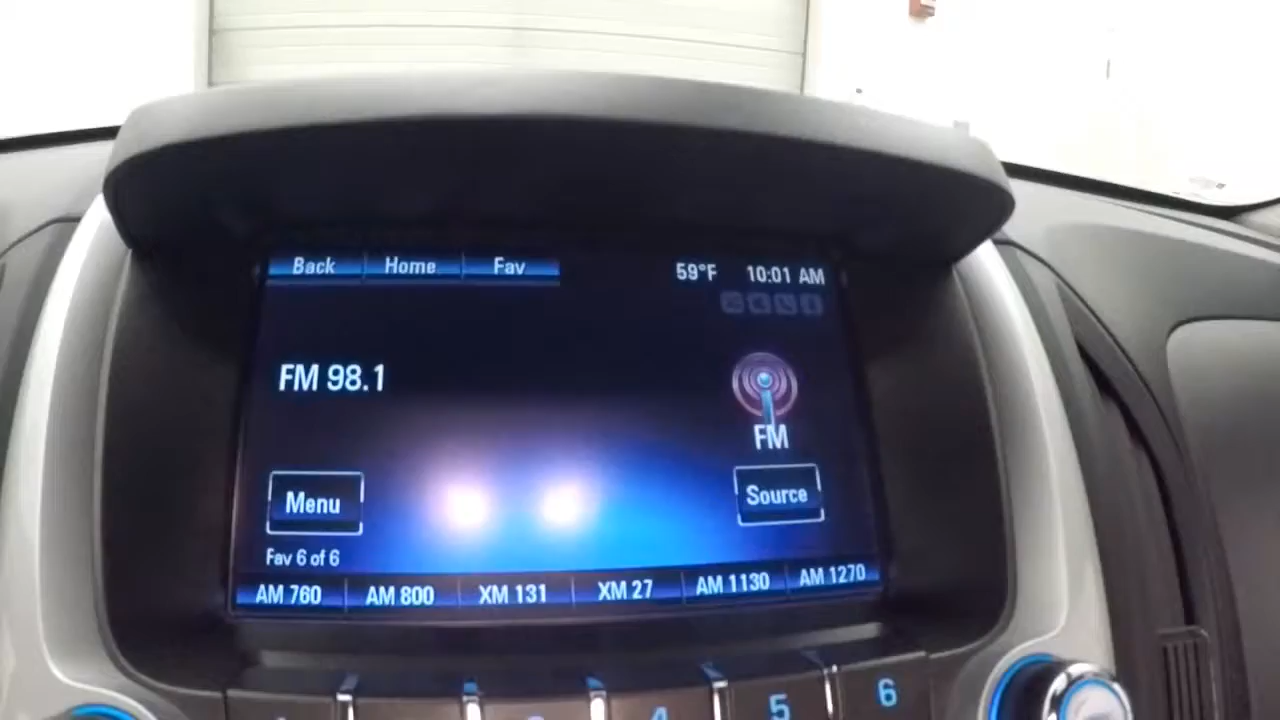 Back Home Fav 59°F 10:01 AM
FM 98.1
FM
Menu Source
Fav 6 of 6
AM 760 AM 800 XM 131 XM 27 AM 1130 AM 1270
4 5 6